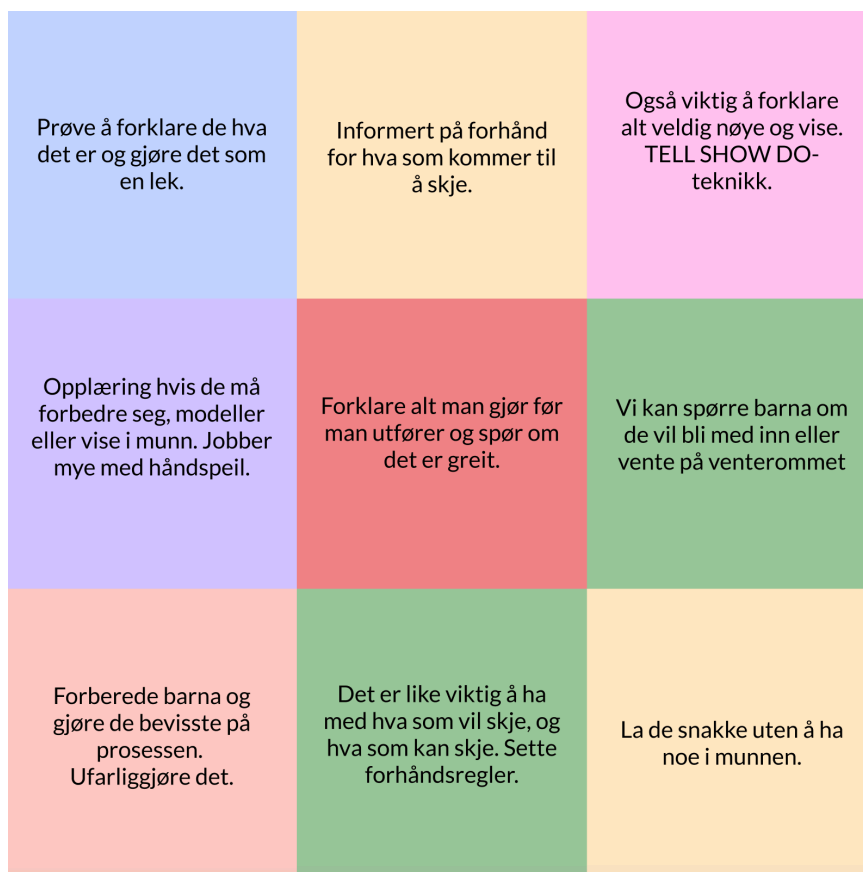 Prøve å forklare de hva
det er og gjøre det som
en lek.
Informert på forhånd
for hva som kommer til
å skje.
Også viktig å forklare
alt veldig nøye og vise.
TELL SHOW DO-
teknikk.
Opplæring hvis de må
forbedre seg, modeller
eller vise i munn. Jobber
mye med håndspeil.
Forklare alt man gjør før
man utfører og spør om
det er greit.
Vi kan spørre barna om
de vil bli med inn eller
vente på venterommet
Forberede barna og
gjøre de bevisste på
prosessen.
Ufarliggjøre det.
Det er like viktig å ha
med hva som vil skje, og
hva som kan skje. Sette
forhåndsregler.
La de snakke uten å ha
noe i munnen.